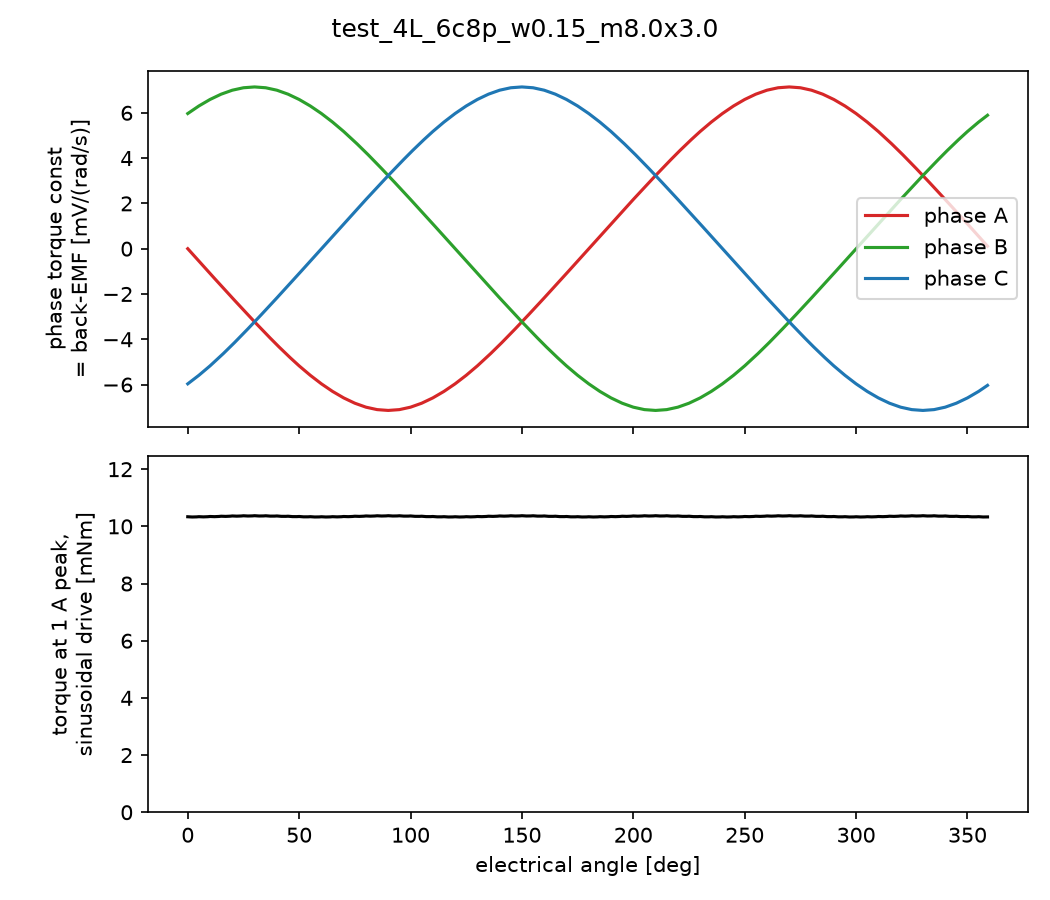 test_4L_6c8p_w0.15_m8.0x3.0
phase torque const
= back-EMF [mV/(rad/s)]
6
4
2
0
−2
−4
−6
phase A
phase B
phase C
torque at 1 A peak,
sinusoidal drive [mNm]
12
10
8
6
4
2
0
0
50
100
150
200
250
300
350
electrical angle [deg]